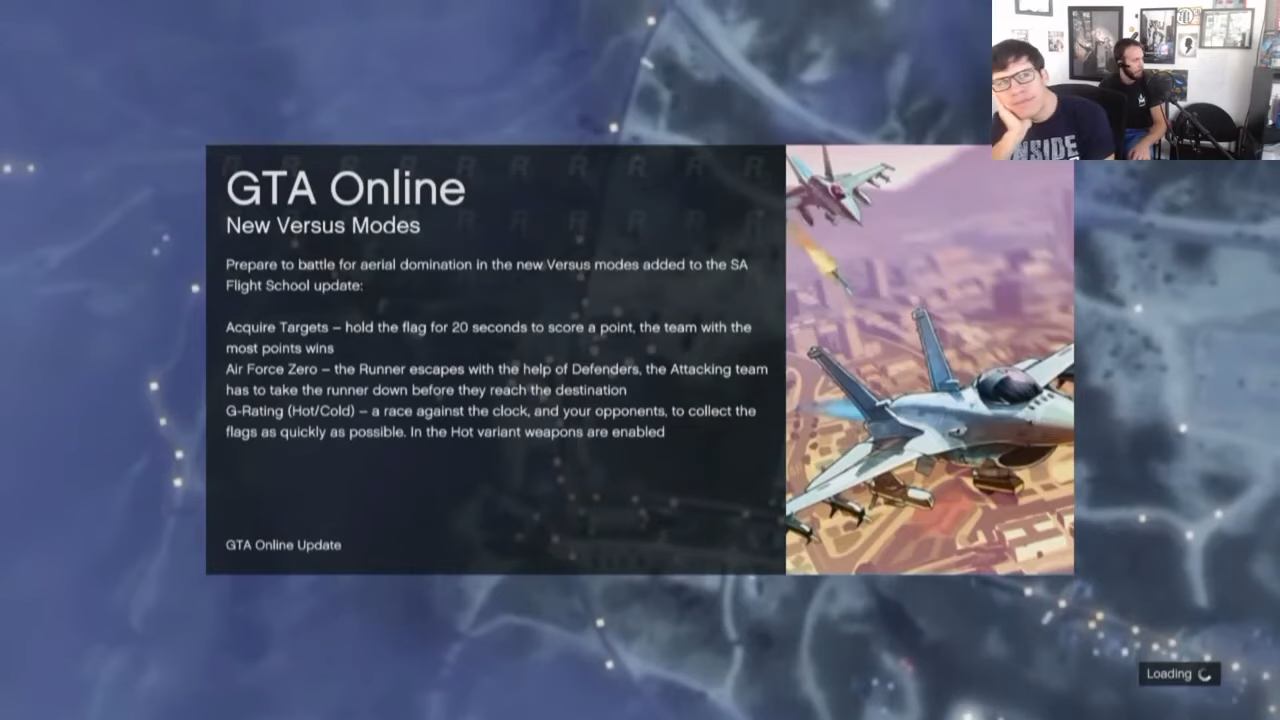 GTA Online
New Versus Modes
Prepare to battle for aerial domination in the new Versus modes added to the SA
Flight School update:
Acquire Targets – hold the flag for 20 seconds to score a point, the team with the
most points wins
Air Force Zero – the Runner escapes with the help of Defenders, the Attacking team
has to take the runner down before they reach the destination
G-Rating (Hot/Cold) – a race against the clock, and your opponents, to collect the
flags as quickly as possible. In the Hot variant weapons are enabled
GTA Online Update
Loading